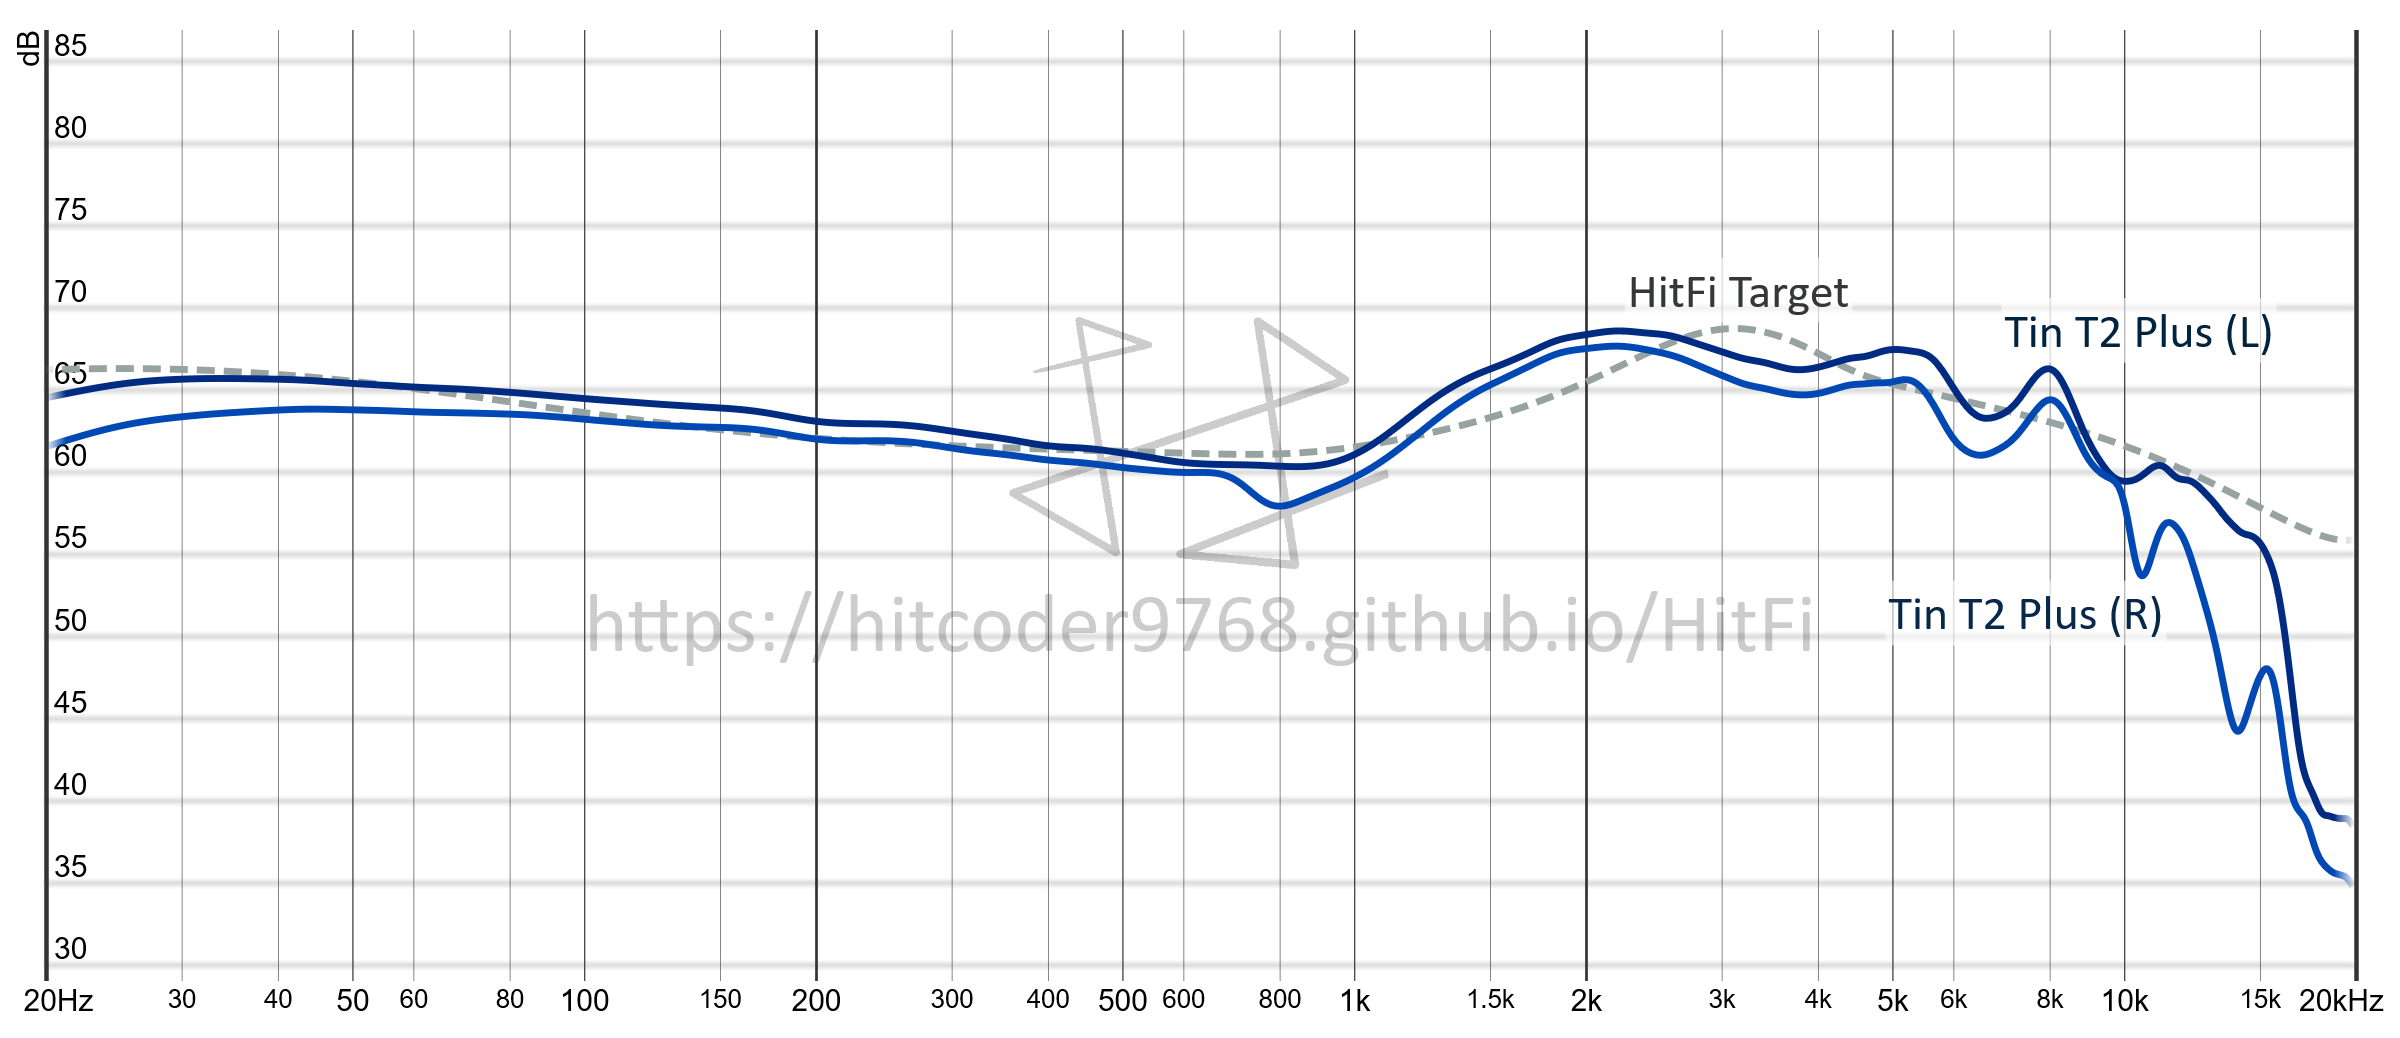 dB
85
80
75
70
65
60
55
50
45
40
35
30
HitFi Target
Tin T2 Plus (L)
Tin T2 Plus (R)
https://hitcoder9768.github.io/HitFi
20Hz 30 40 50 60 80 100 150 200 300 400 500 600 800 1k 1.5k 2k 3k 4k 5k 6k 8k 10k 15k 20kHz